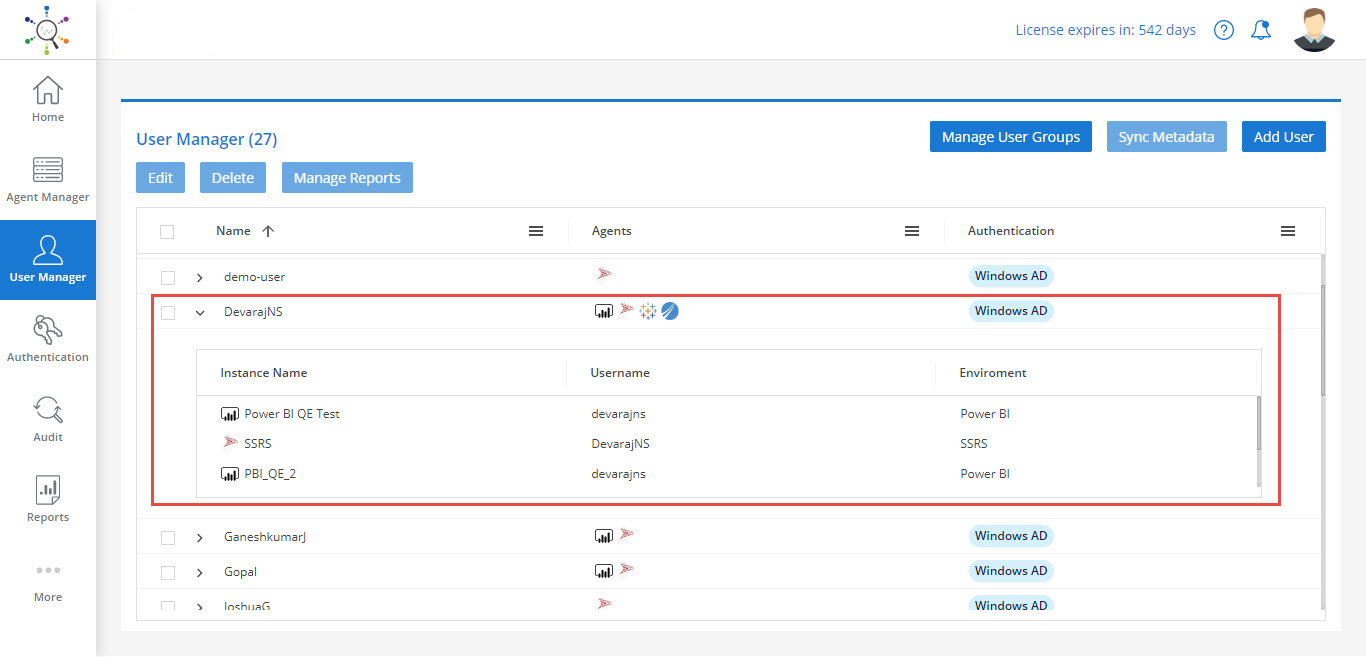 License expires in: 542 days
Home
Agent Manager
User Manager
Authentication
Audit
Reports
More
User Manager (27)
Manage User Groups Sync Metadata Add User
Edit Delete Manage Reports
Name Agents Authentication
demo-user Windows AD
DevarajNS Windows AD
Instance Name Username Enviroment
Power BI QE Test devarajns Power BI
SSRS DevarajNS SSRS
PBI_QE_2 devarajns Power BI
GaneshkumarJ Windows AD
Gopal Windows AD
JoshuaG Windows AD